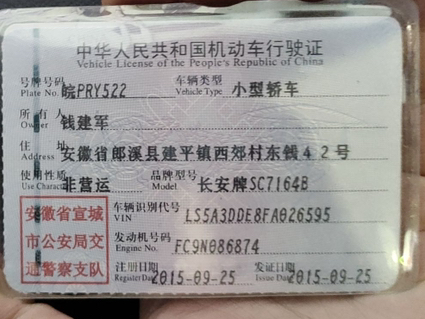 中华人民共和国机动车行驶证
Vehicle License of the People's Republic of China
号牌号码 皖PRY522 车辆类型 小型轿车
Plate No. Vehicle Type
所有人 钱建军
Owner
住址 安徽省郎溪县建平镇西郊村东钱42号
Address
使用性质 非营运 品牌型号 长安牌SC7164B
Use Character Model
安徽省宣城
市公安局交
通警察支队
车辆识别代号 LS5A3DDE8FA026595
VIN
发动机号码 FC9N086874
Engine No.
注册日期 2015-09-25 发证日期 2015-09-25
Register Date Issue Date